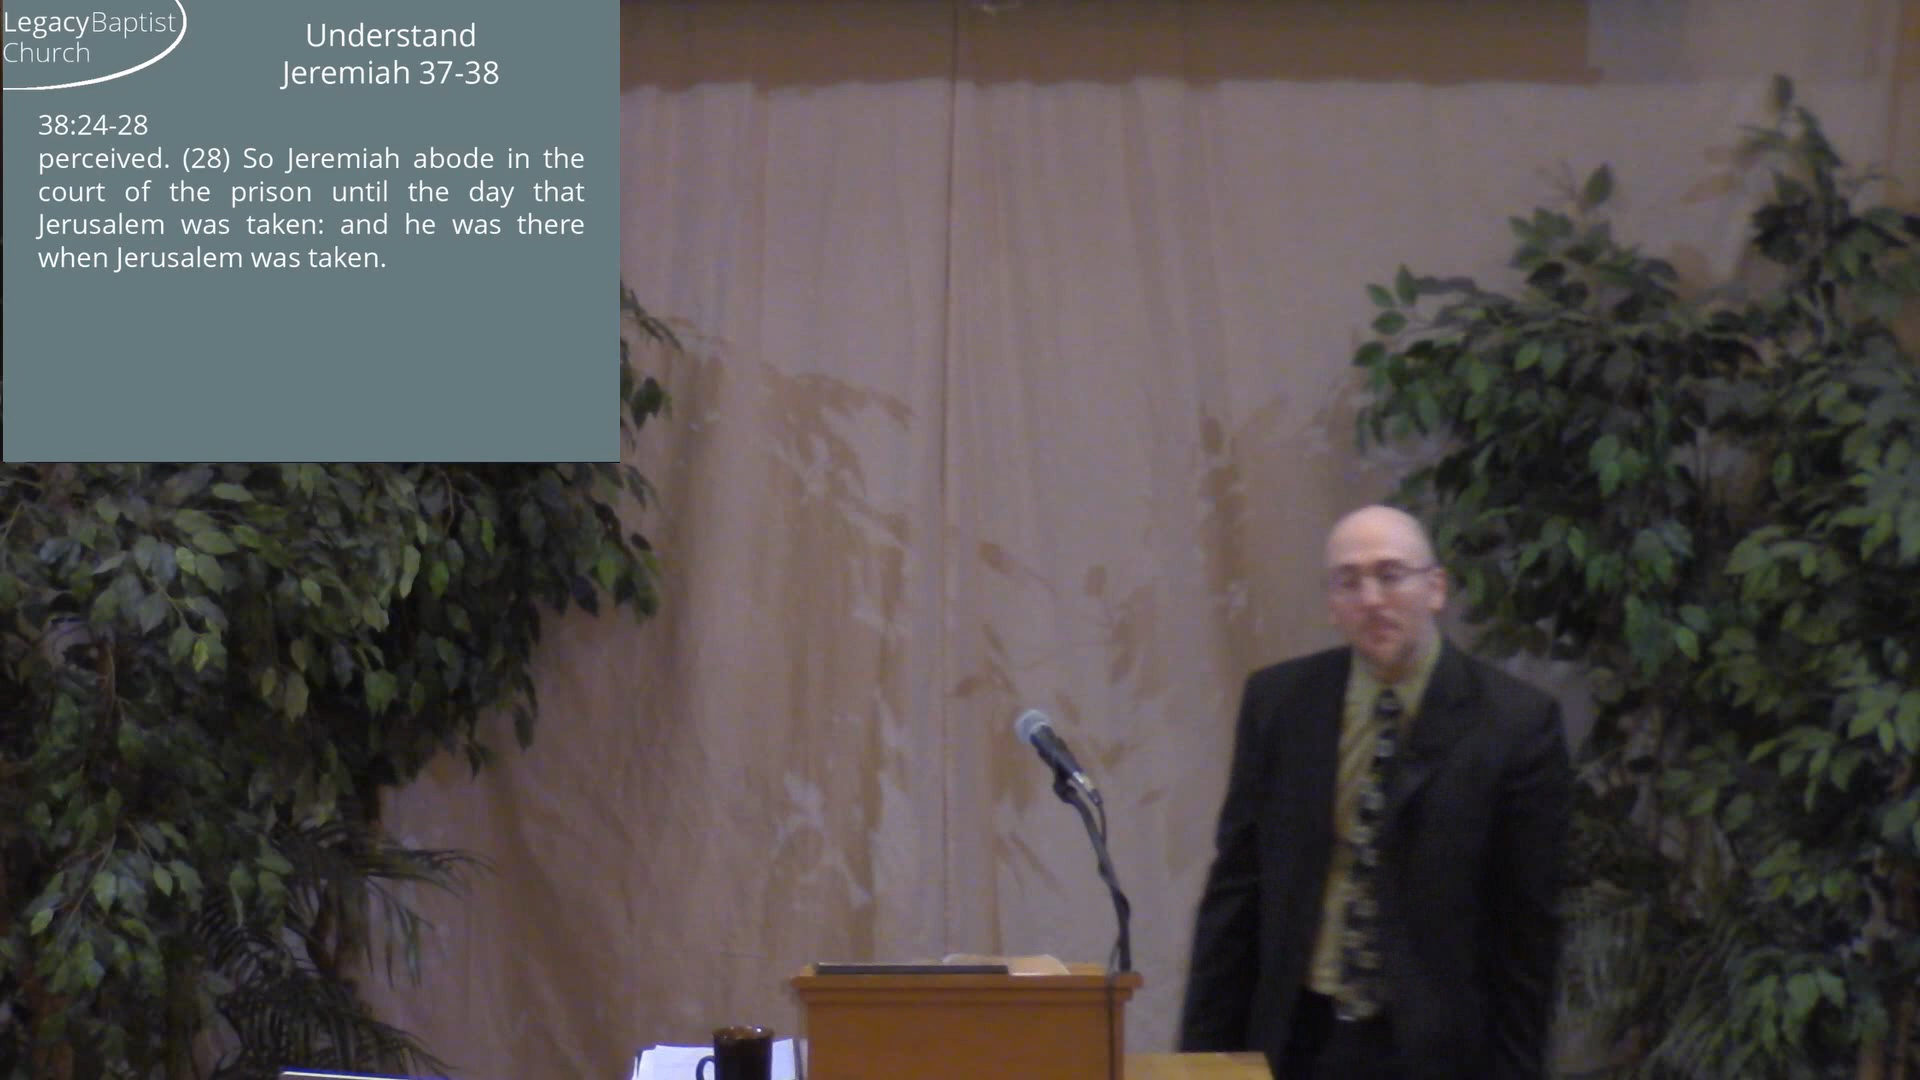 LegacyBaptist
Church
Understand
Jeremiah 37-38
38:24-28
perceived. (28) So Jeremiah abode in the
court of the prison until the day that
Jerusalem was taken: and he was there
when Jerusalem was taken.